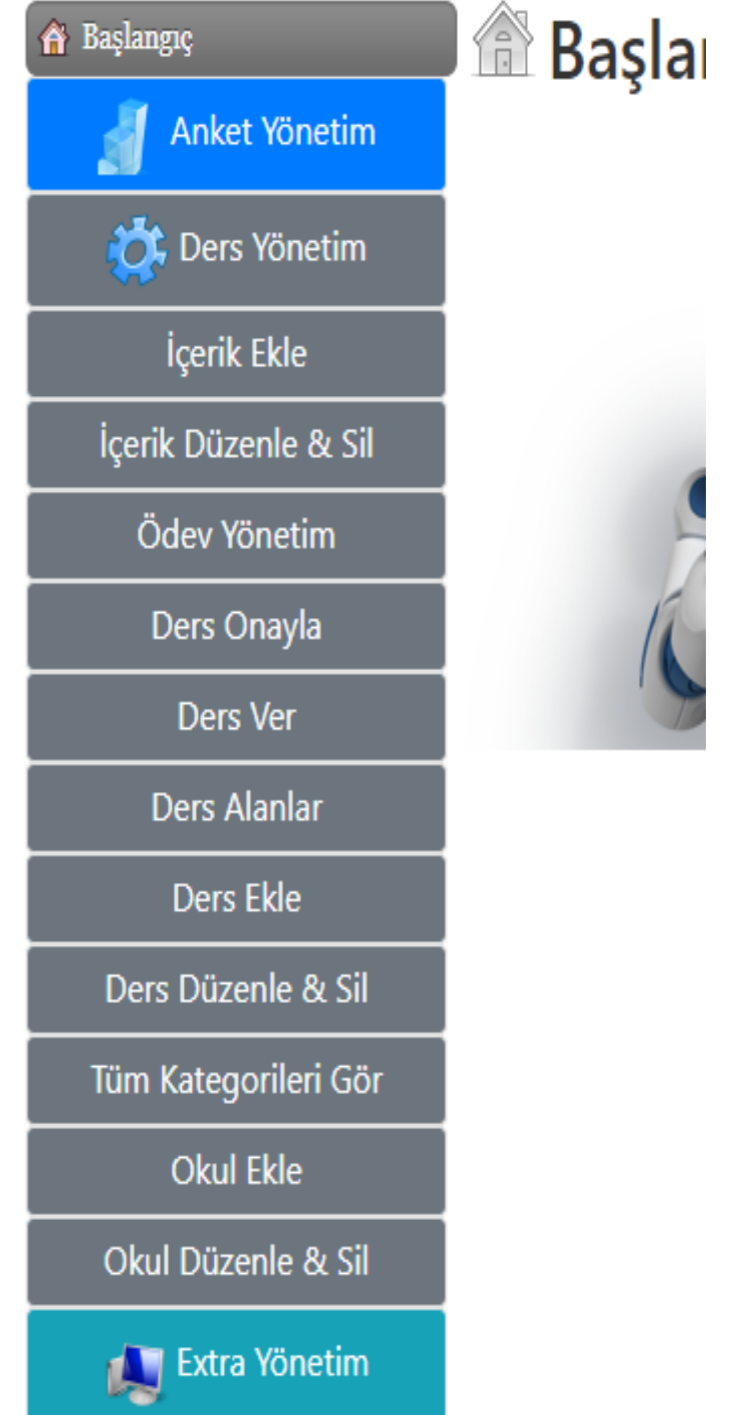 Başlangıç
Anket Yönetim
Ders Yönetim
İçerik Ekle
İçerik Düzenle & Sil
Ödev Yönetim
Ders Onayla
Ders Ver
Ders Alanlar
Ders Ekle
Ders Düzenle & Sil
Tüm Kategorileri Gör
Okul Ekle
Okul Düzenle & Sil
Extra Yönetim